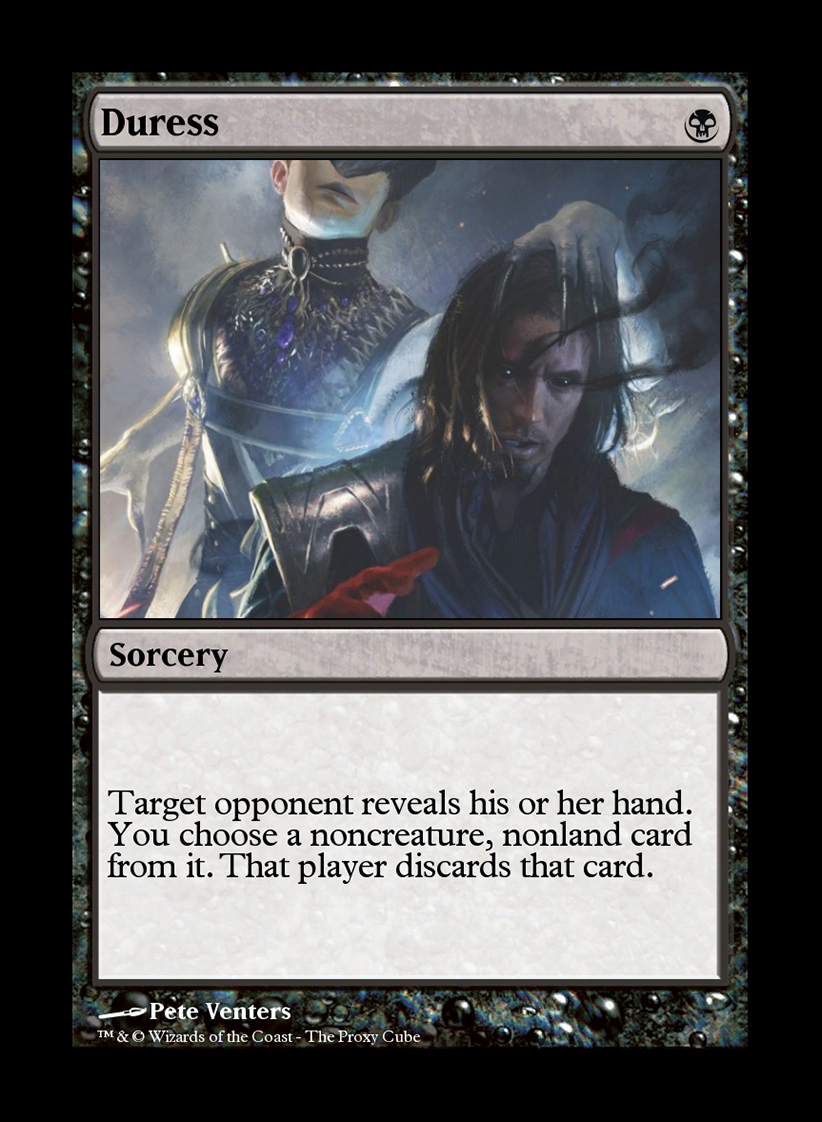 Duress
Sorcery
Target opponent reveals his or her hand.
You choose a noncreature, nonland card
from it. That player discards that card.
Pete Venters
™ & © Wizards of the Coast - The Proxy Cube